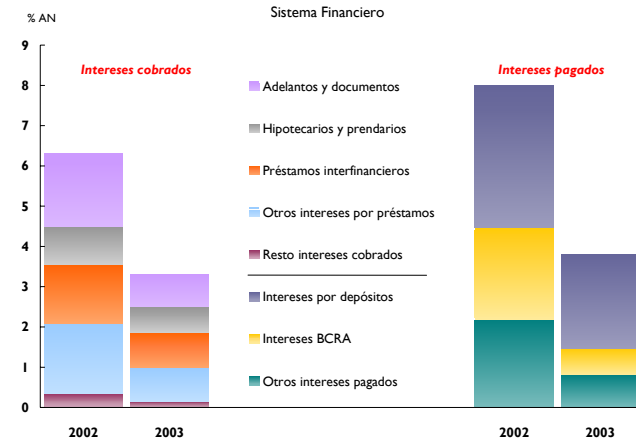 Sistema Financiero
% AN
9
8
7
6
5
4
3
2
1
0
Intereses cobrados
Intereses pagados
Adelantos y documentos
Hipotecarios y prendarios
Préstamos interfinancieros
Otros intereses por préstamos
Resto intereses cobrados
Intereses por depósitos
Intereses BCRA
Otros intereses pagados
2002 2003 2002 2003